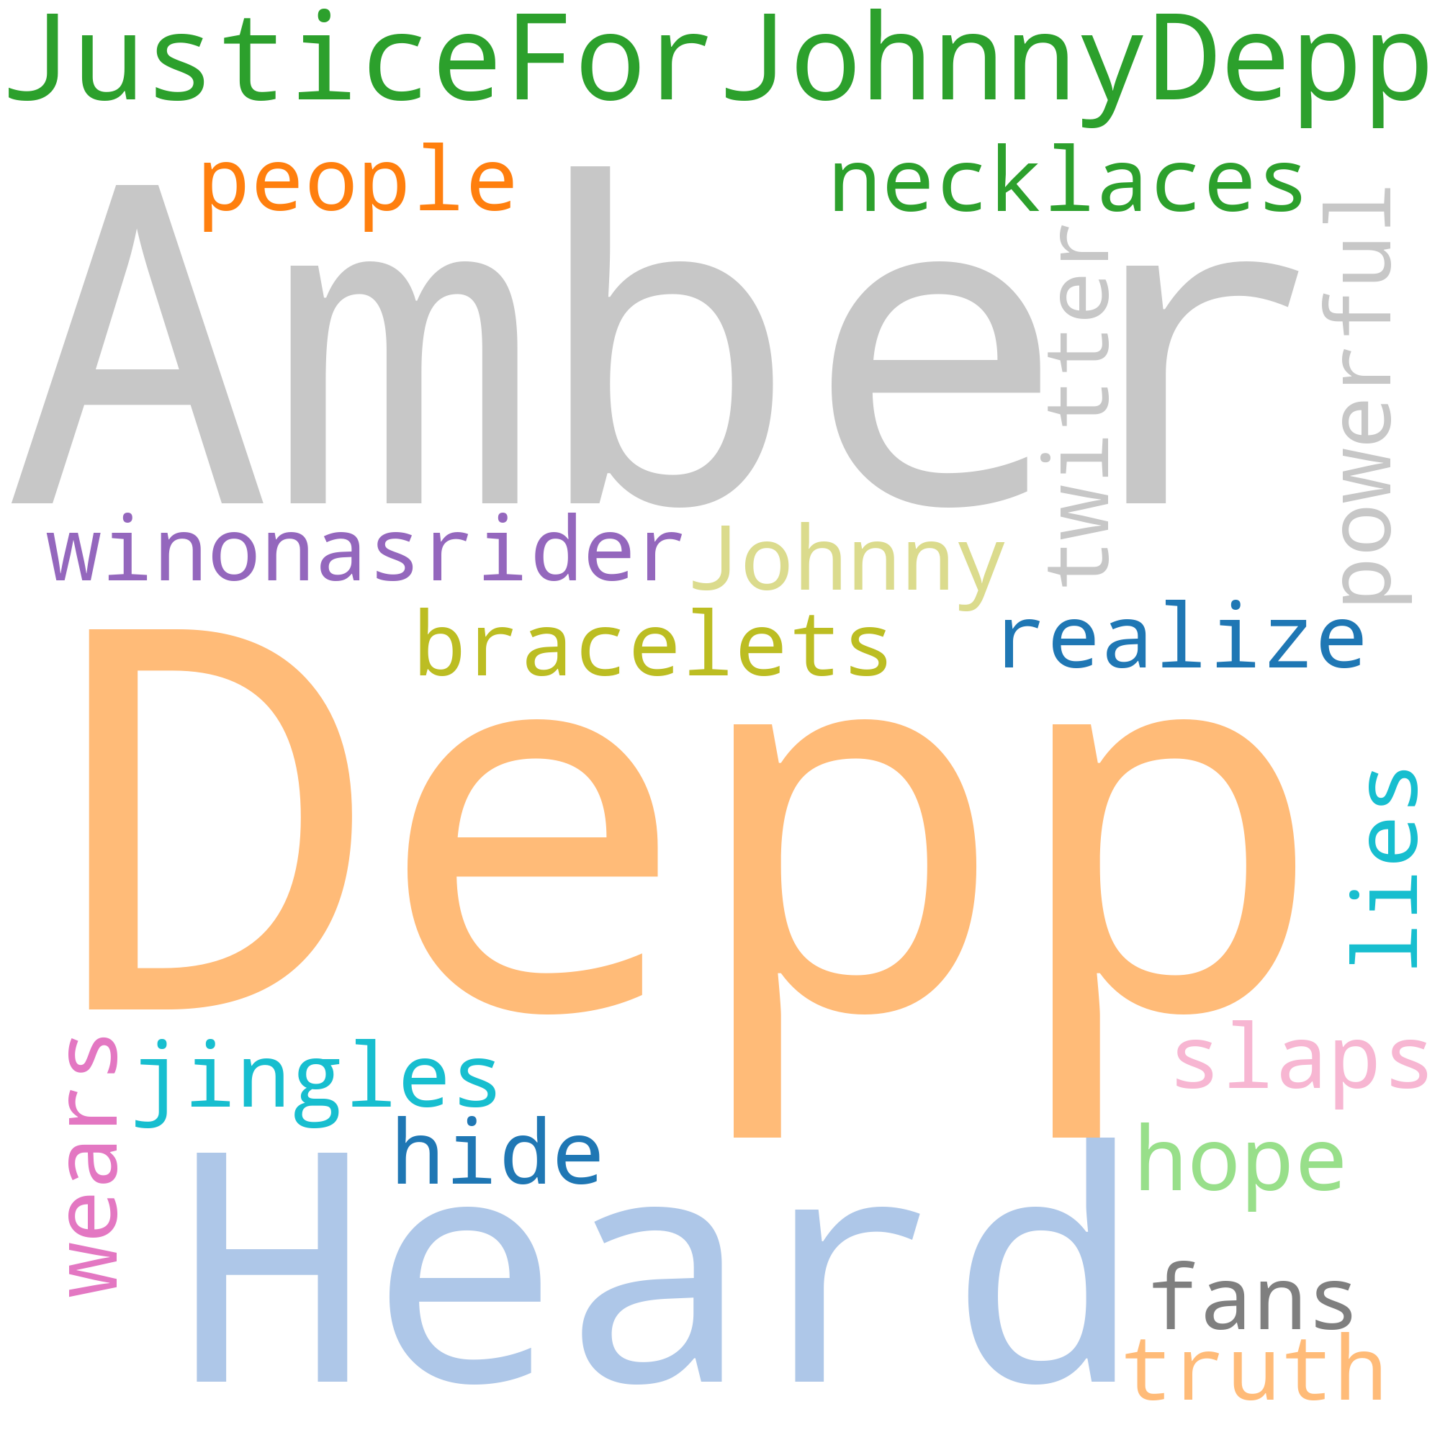 JusticeForJohnnyDepp
people
necklaces
Amber
twitter
powerful
winonasrider
Johnny
bracelets
realize
Depp
lies
wears
jingles
slaps
hide
hope
Heard
fans
truth